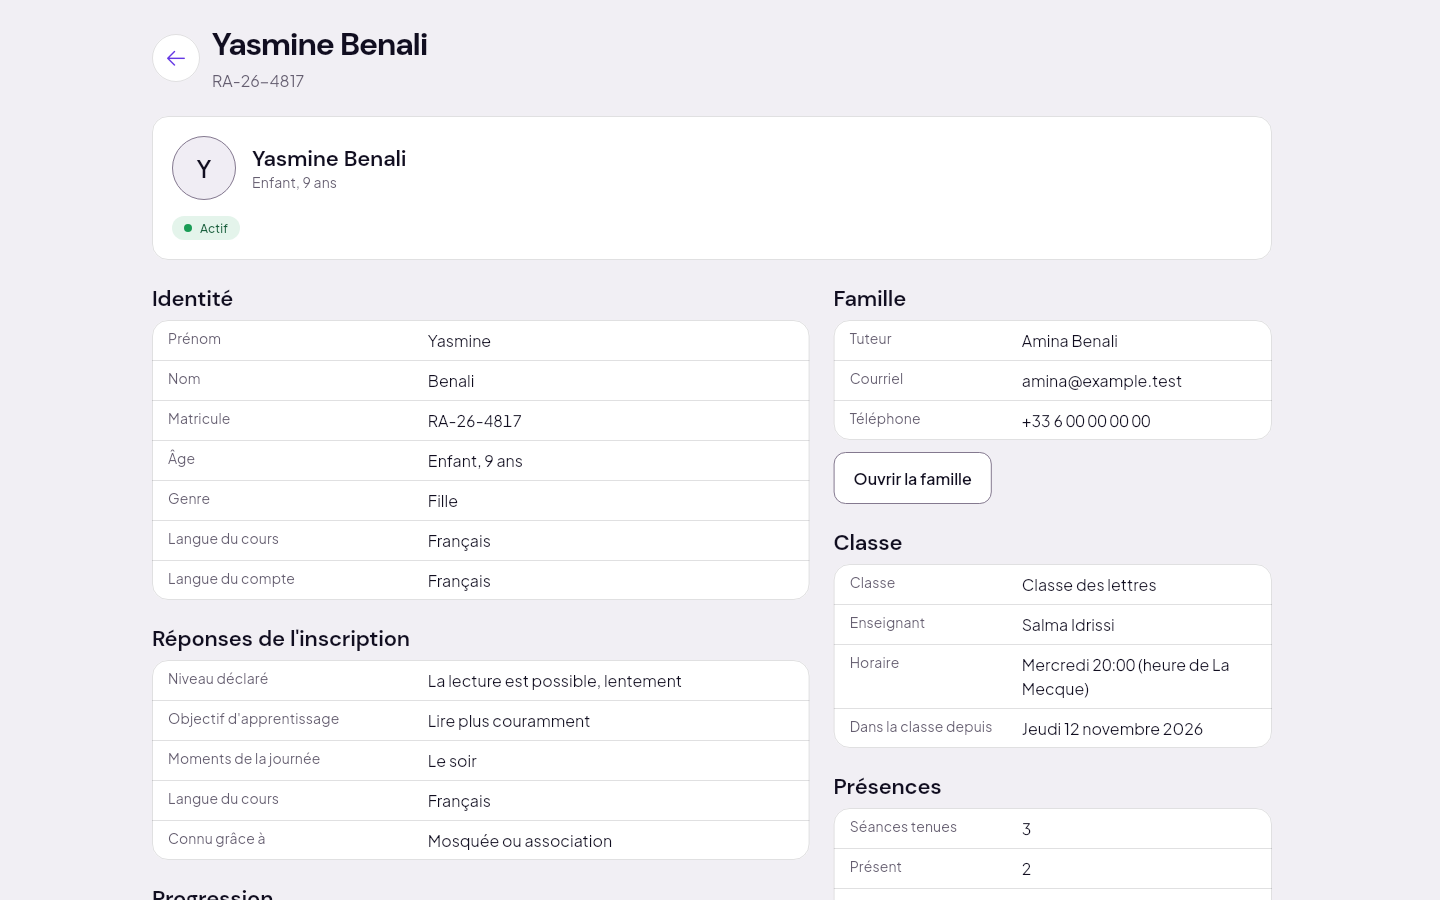 Yasmine Benali
RA-26-4817
Y
Yasmine Benali
Enfant, 9 ans
Actif
Identité
Prénom Yasmine
Nom Benali
Matricule RA-26-4817
Âge Enfant, 9 ans
Genre Fille
Langue du cours Français
Langue du compte Français
Réponses de l'inscription
Niveau déclaré La lecture est possible, lentement
Objectif d'apprentissage Lire plus couramment
Moments de la journée Le soir
Langue du cours Français
Connu grâce à Mosquée ou association
Progression
Famille
Tuteur Amina Benali
Courriel amina@example.test
Téléphone +33 6 00 00 00 00
Ouvrir la famille
Classe
Classe Classe des lettres
Enseignant Salma Idrissi
Horaire Mercredi 20:00 (heure de La
Mecque)
Dans la classe depuis Jeudi 12 novembre 2026
Présences
Séances tenues 3
Présent 2